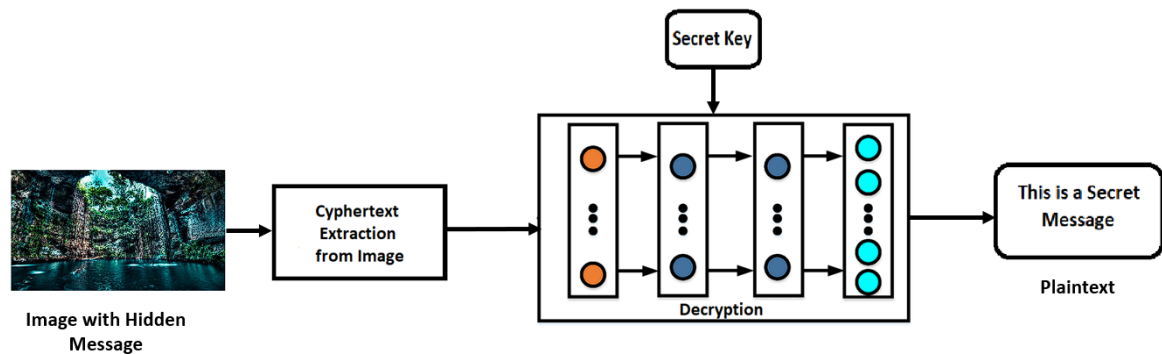 Secret Key
Cyphertext
Extraction
from Image
This is a Secret
Message
Decryption
Plaintext
Image with Hidden
Message